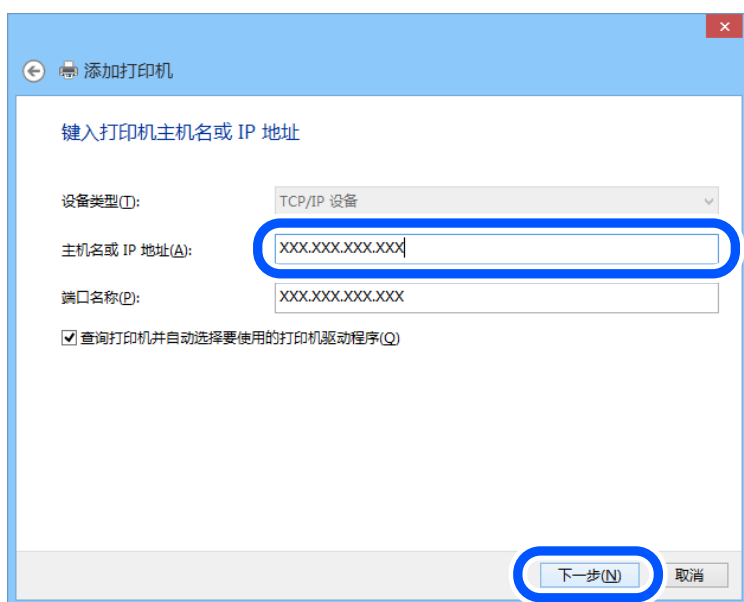 添加打印机
键入打印机主机名或 IP 地址
设备类型(T): TCP/IP 设备
主机名或 IP 地址(A): XXX.XXX.XXX.XXX
端口名称(P): XXX.XXX.XXX.XXX
查询打印机并自动选择要使用的打印机驱动程序(Q)
下一步(N) 取消